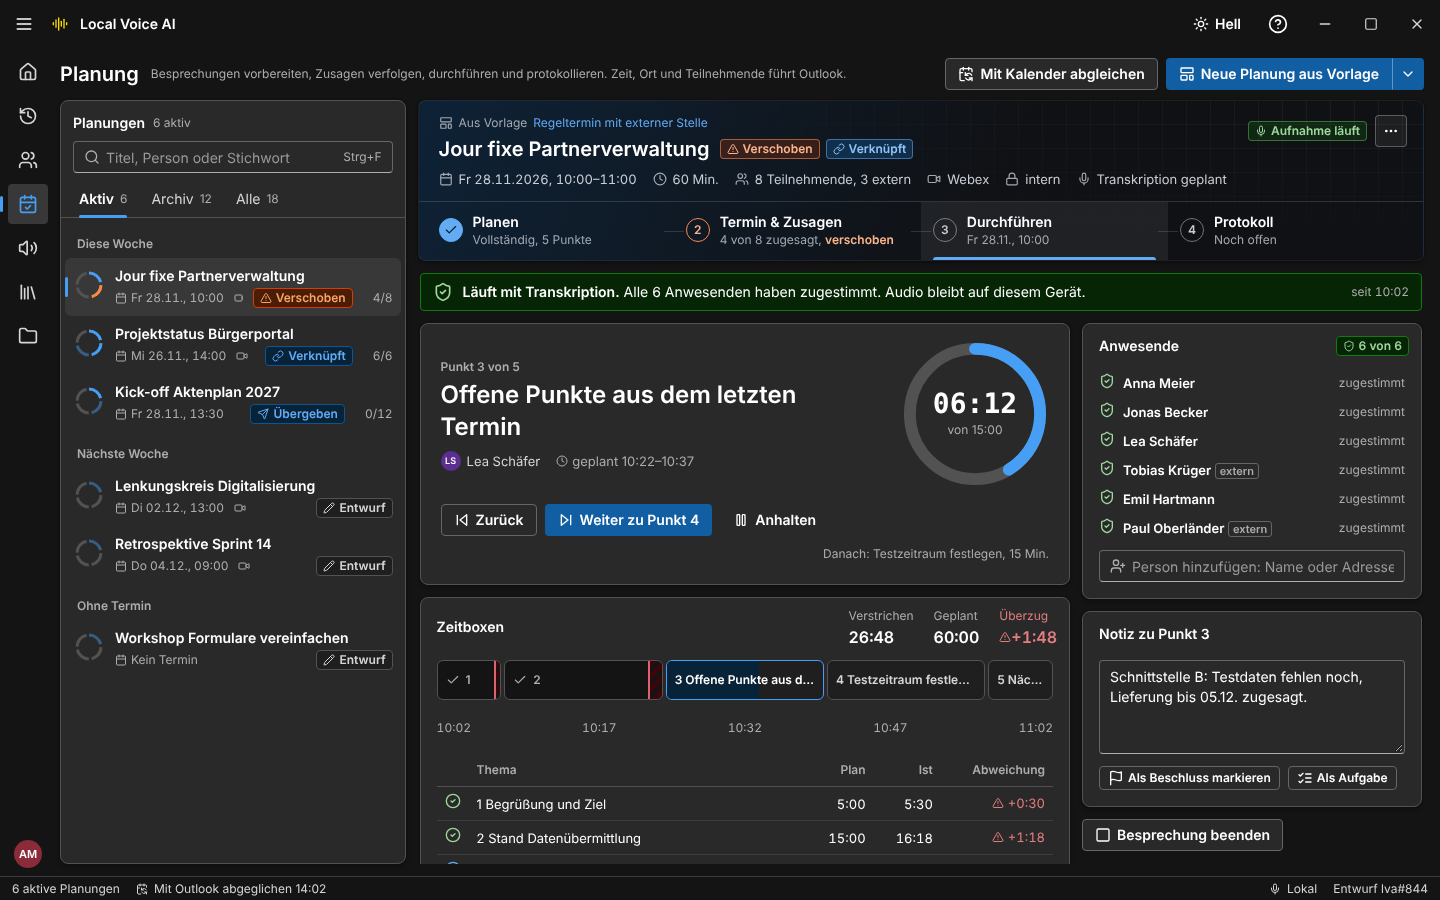 Local Voice AI
Hell
Planung
Besprechungen vorbereiten, Zusagen verfolgen, durchführen und protokollieren. Zeit, Ort und Teilnehmende führt Outlook.
Mit Kalender abgleichen
Neue Planung aus Vorlage
Planungen 6 aktiv
Titel, Person oder Stichwort Strg+F
Aktiv 6 Archiv 12 Alle 18
Diese Woche
Jour fixe Partnerverwaltung
Fr 28.11., 10:00 Verschoben 4/8
Projektstatus Bürgerportal
Mi 26.11., 14:00 Verknüpft 6/6
Kick-off Aktenplan 2027
Fr 28.11., 13:30 Übergeben 0/12
Nächste Woche
Lenkungskreis Digitalisierung
Di 02.12., 13:00 Entwurf
Retrospektive Sprint 14
Do 04.12., 09:00 Entwurf
Ohne Termin
Workshop Formulare vereinfachen
Kein Termin Entwurf
AM
Aus Vorlage Regeltermin mit externer Stelle
Aufnahme läuft
Jour fixe Partnerverwaltung Verschoben Verknüpft
Fr 28.11.2026, 10:00–11:00 60 Min. 8 Teilnehmende, 3 extern Webex intern Transkription geplant
Planen
Vollständig, 5 Punkte
2 Termin & Zusagen
4 von 8 zugesagt, verschoben
3 Durchführen
Fr 28.11., 10:00
4 Protokoll
Noch offen
Läuft mit Transkription. Alle 6 Anwesenden haben zugestimmt. Audio bleibt auf diesem Gerät. seit 10:02
Punkt 3 von 5
Offene Punkte aus dem letzten
Termin
LS Lea Schäfer geplant 10:22–10:37
06:12
von 15:00
Zurück Weiter zu Punkt 4 Anhalten
Danach: Testzeitraum festlegen, 15 Min.
Zeitboxen
Verstrichen Geplant Überzug
26:48 60:00 +1:48
1 2 3 Offene Punkte aus d... 4 Testzeitraum festle... 5 Näc...
10:02 10:17 10:32 10:47 11:02
Thema Plan Ist Abweichung
1 Begrüßung und Ziel 5:00 5:30 +0:30
2 Stand Datenübermittlung 15:00 16:18 +1:18
Anwesende 6 von 6
Anna Meier zugestimmt
Jonas Becker zugestimmt
Lea Schäfer zugestimmt
Tobias Krüger extern zugestimmt
Emil Hartmann zugestimmt
Paul Oberländer extern zugestimmt
Person hinzufügen: Name oder Adresse
Notiz zu Punkt 3
Schnittstelle B: Testdaten fehlen noch,
Lieferung bis 05.12. zugesagt.
Als Beschluss markieren Als Aufgabe
Besprechung beenden
6 aktive Planungen Mit Outlook abgeglichen 14:02 Lokal Entwurf lva#844